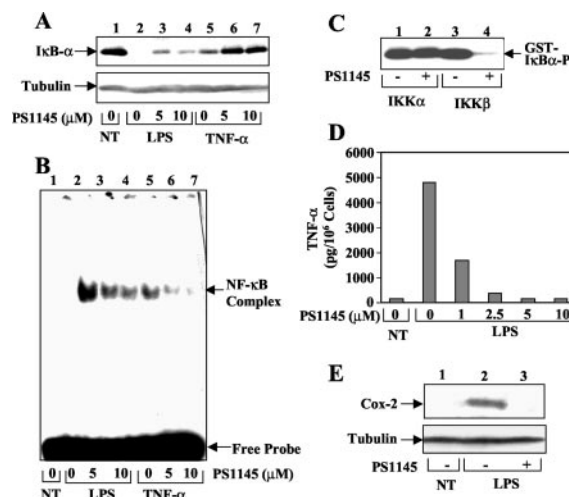 A
1 2 3 4 5 6 7
IκB-α
Tubulin
PS1145 (μM) 0 0 5 10 0 5 10
NT LPS TNF-α
B
1 2 3 4 5 6 7
NF-κB
Complex
Free Probe
0 0 5 10 0 5 10 PS1145 (μM)
NT LPS TNF-α
C
1 2 3 4
GST-
IκBα-P
PS1145 - + - +
IKKα IKKβ
D
TNF-α
(pg/10⁶ Cells)
6000
5000
4000
3000
2000
1000
0
PS1145 (μM) 0 0 1 2.5 5 10
NT LPS
E
1 2 3
Cox-2
Tubulin
PS1145 - - +
NT LPS